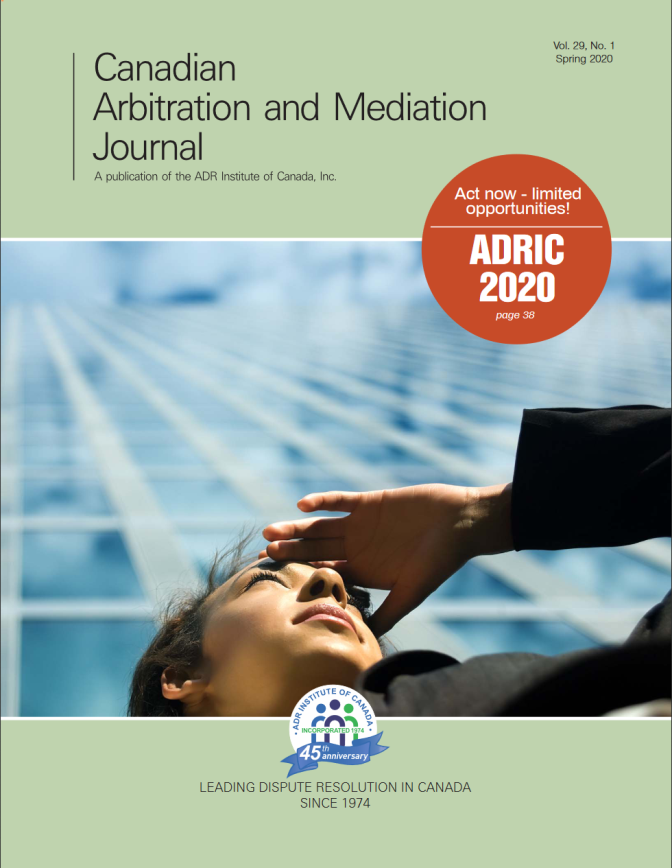 Vol. 29, No. 1
Spring 2020
Canadian
Arbitration and Mediation
Journal
A publication of the ADR Institute of Canada, Inc.
Act now - limited
opportunities!
ADRIC
2020
page 38
ADR INSTITUTE OF CANADA
INCORPORATED 1974
45th anniversary
LEADING DISPUTE RESOLUTION IN CANADA
SINCE 1974